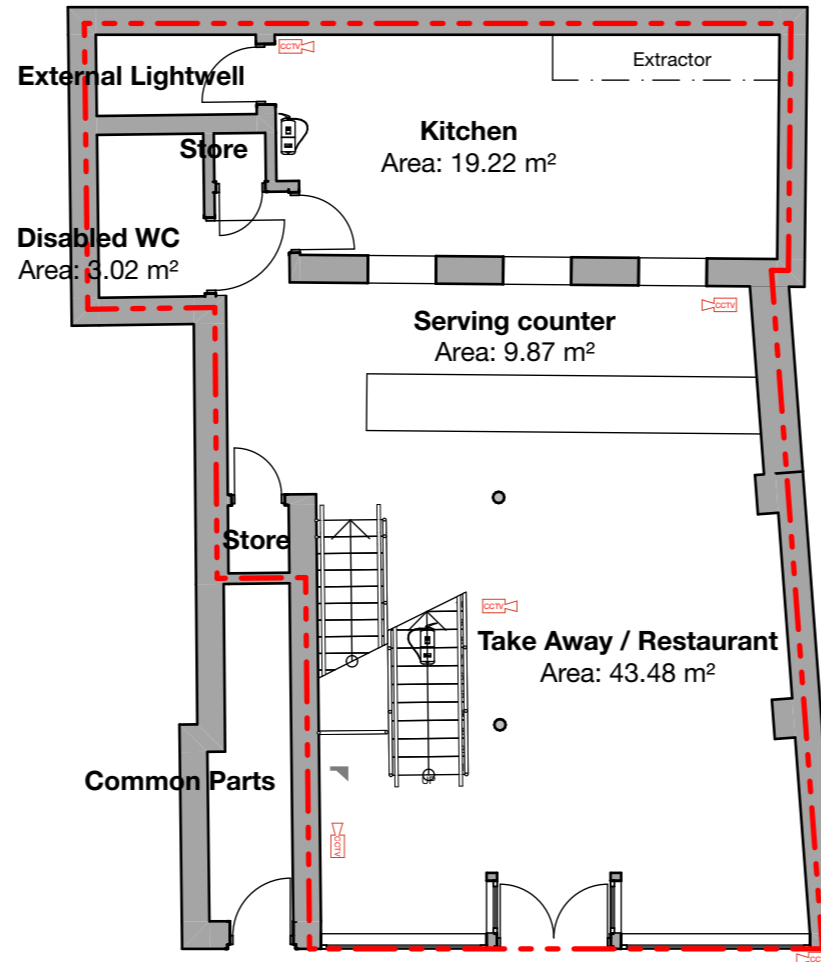 CCTV
Extractor
External Lightwell
Kitchen
Area: 19.22 m²
Store
Disabled WC
Area: 3.02 m²
CCTV
Serving counter
Area: 9.87 m²
Store
CCTV
Take Away / Restaurant
Area: 43.48 m²
Common Parts
CCTV